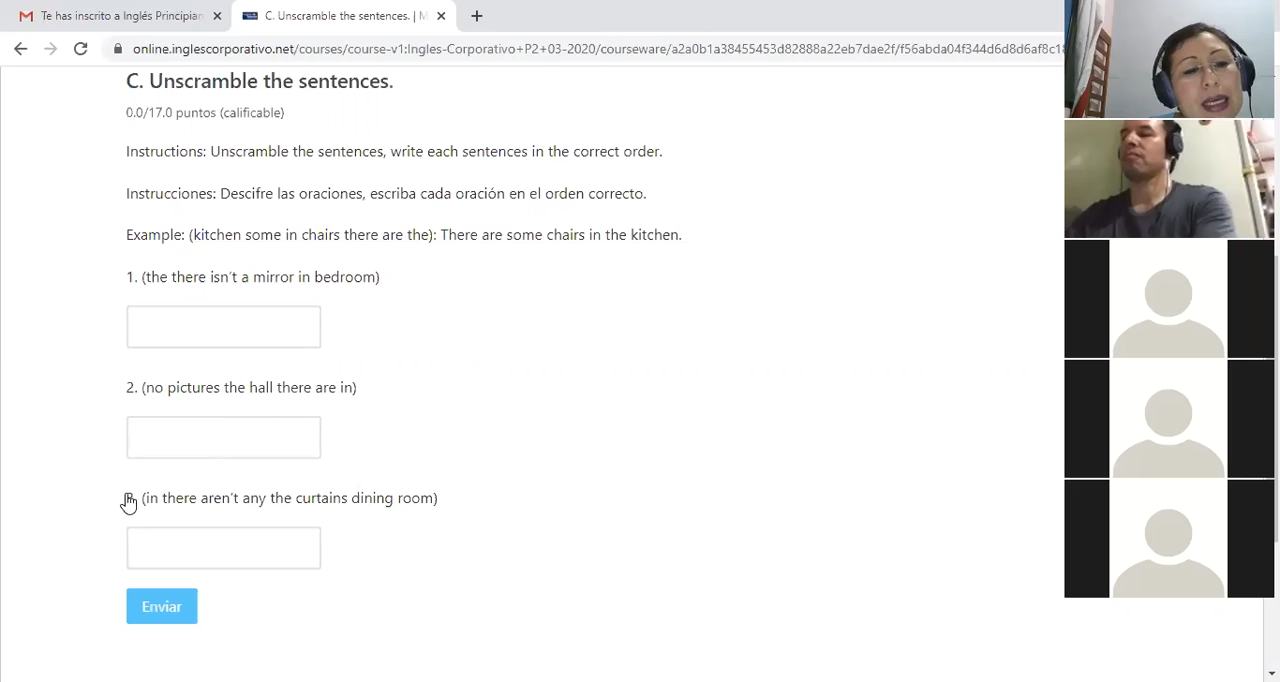 Te has inscrito a Inglés Principian
C. Unscramble the sentences. | M
online.inglescorporativo.net/courses/course-v1:Ingles-Corporativo+P2+03-2020/courseware/a2a0b1a38455453d82888a22eb7dae2f/f56abda04f344d6d8d6af8c18
C. Unscramble the sentences.
0.0/17.0 puntos (calificable)
Instructions: Unscramble the sentences, write each sentences in the correct order.
Instrucciones: Descifre las oraciones, escriba cada oración en el orden correcto.
Example: (kitchen some in chairs there are the): There are some chairs in the kitchen.
1. (the there isn't a mirror in bedroom)
2. (no pictures the hall there are in)
(in there aren't any the curtains dining room)
Enviar